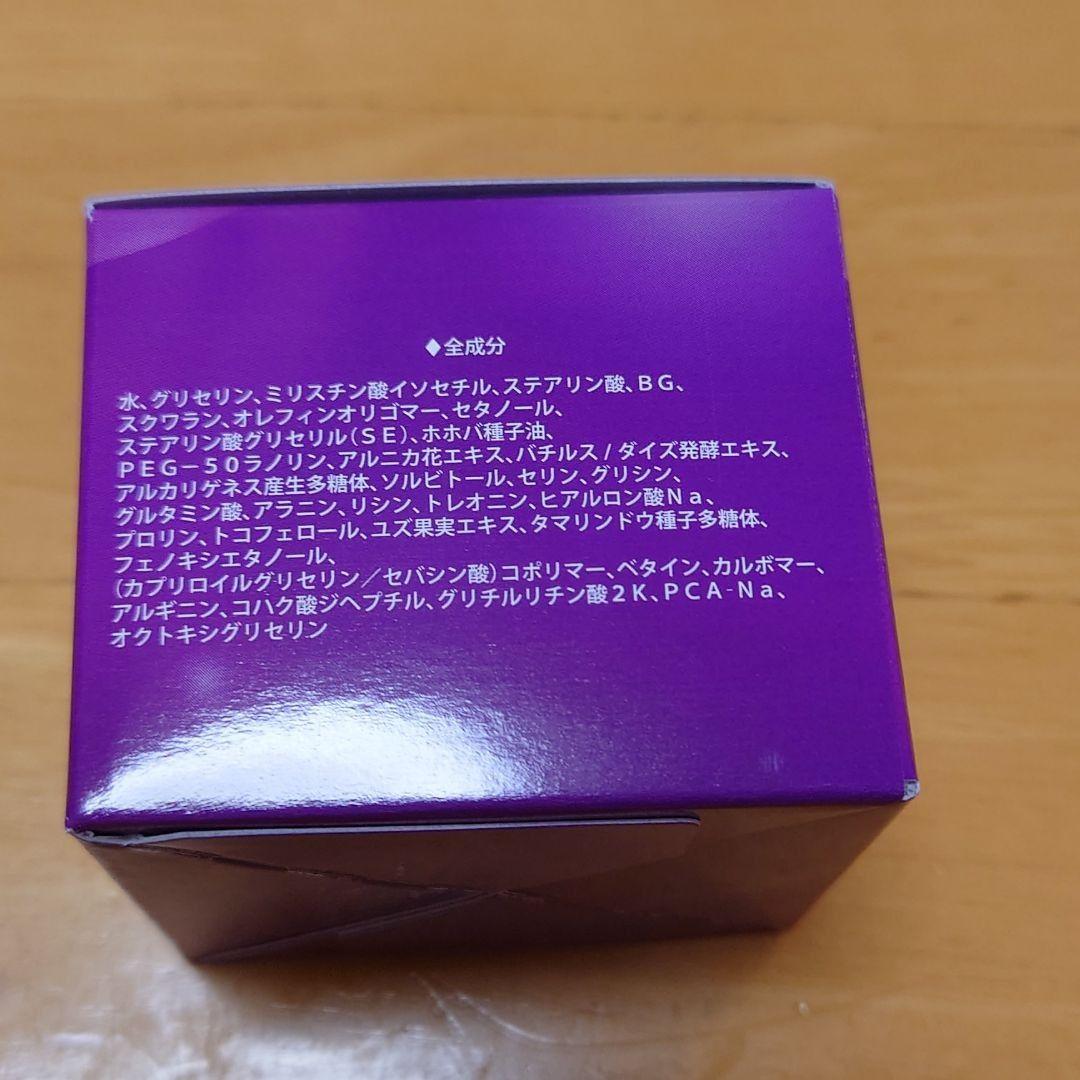 ♦全成分
水、グリセリン、ミリスチン酸イソセチル、ステアリン酸、BG、
スクワラン、オレフィンオリゴマー、セタノール、
ステアリン酸グリセリル(SE)、ホホバ種子油、
PEG-50ラノリン、アルニカ花エキス、バチルス/ダイズ発酵エキス、
アルカリゲネス産生多糖体、ソルビトール、セリン、グリシン、
グルタミン酸、アラニン、リシン、トレオニン、ヒアルロン酸Na、
プロリン、トコフェロール、ユズ果実エキス、タマリンドウ種子多糖体、
フェノキシエタノール、
(カプリロイルグリセリン/セバシン酸)コポリマー、ベタイン、カルボマー、
アルギニン、コハク酸ジヘプチル、グリチルリチン酸2K、PCA-Na、
オクトキシグリセリン